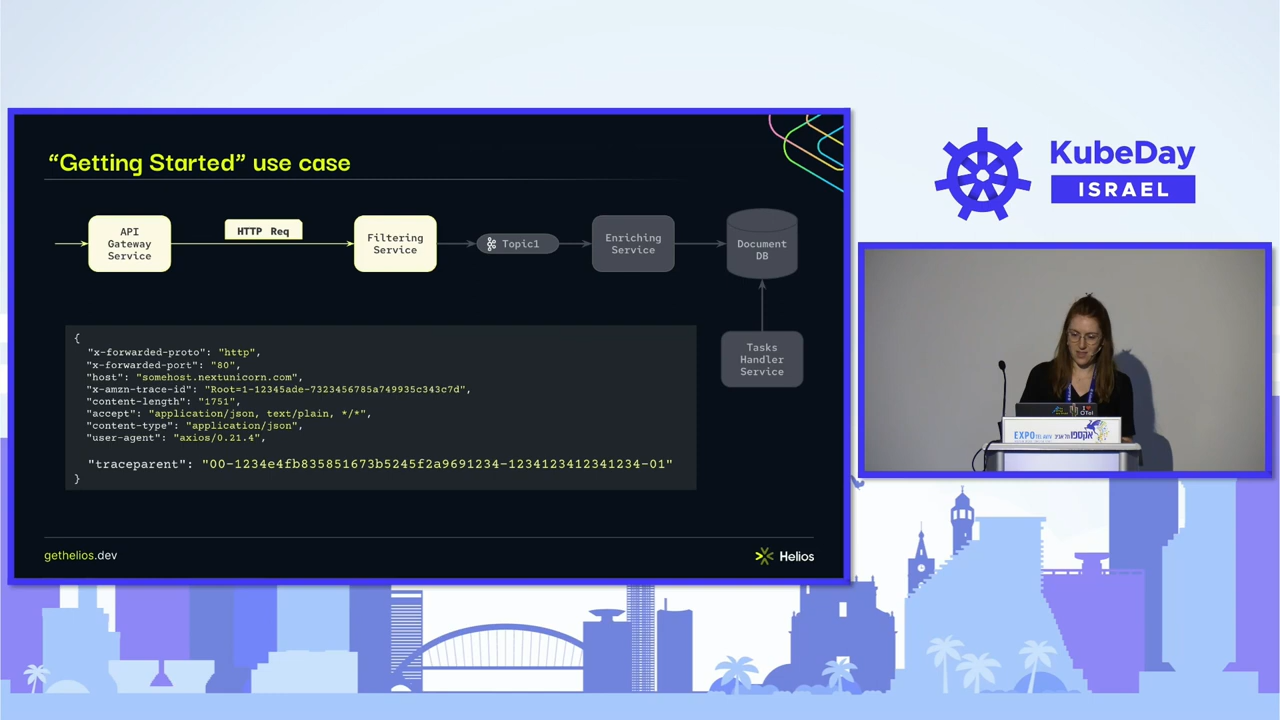 “Getting Started” use case
API
Gateway
Service
HTTP Req
Filtering
Service
Topic1
Enriching
Service
Document
DB
Tasks
Handler
Service
{
"x-forwarded-proto": "http",
"x-forwarded-port": "80",
"host": "somehost.nextunicorn.com",
"x-amzn-trace-id": "Root=1-12345ade-7323456785a749935c343c7d",
"content-length": "1751",
"accept": "application/json, text/plain, */*",
"content-type": "application/json",
"user-agent": "axios/0.21.4",
"traceparent": "00-1234e4fb835851673b5245f2a9691234-1234123412341234-01"
}
gethelios.dev
Helios
KubeDay
ISRAEL
EXPO
אקספו